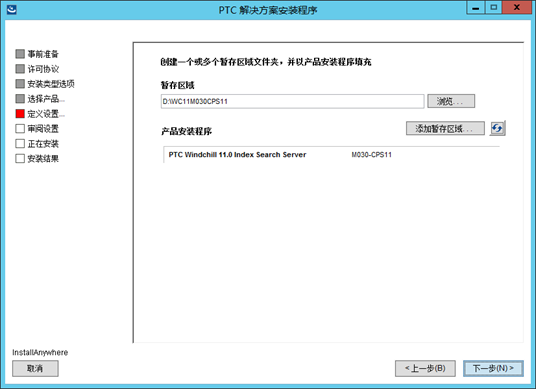 PTC 解决方案安装程序
事前准备
许可协议
安装类型选项
选择产品...
定义设置...
审阅设置
正在安装
安装结果
创建一个或多个暂存区域文件夹，并以产品安装程序填充
暂存区域
D:\WC11M030CPS11
浏览...
产品安装程序
添加暂存区域...
PTC Windchill 11.0 Index Search Server M030-CPS11
InstallAnywhere
取消
< 上一步(B)
下一步(N) >